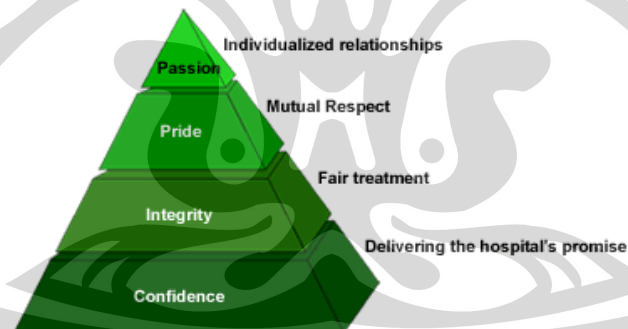 Individualized relationships
Passion
Mutual Respect
Pride
Fair treatment
Integrity
Delivering the hospital's promise
Confidence